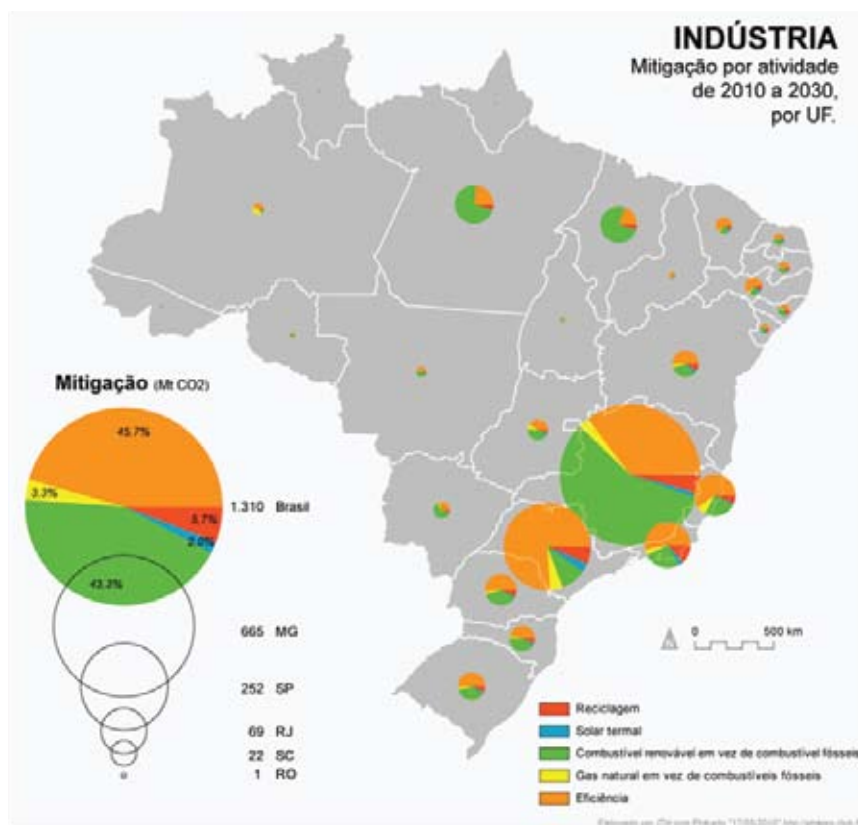 INDÚSTRIA
Mitigação por atividade
de 2010 a 2030,
por UF.
Mitigação (Mt CO2)
45.7%
3.3%
5.7%
2.0%
43.3%
1.310 Brasil
665 MG
252 SP
69 RJ
22 SC
1 RO
0 500 km
Reciclagem
Solar termal
Combustível renovável em vez de combustível fósseis
Gas natural em vez de combustíveis fósseis
Eficiência